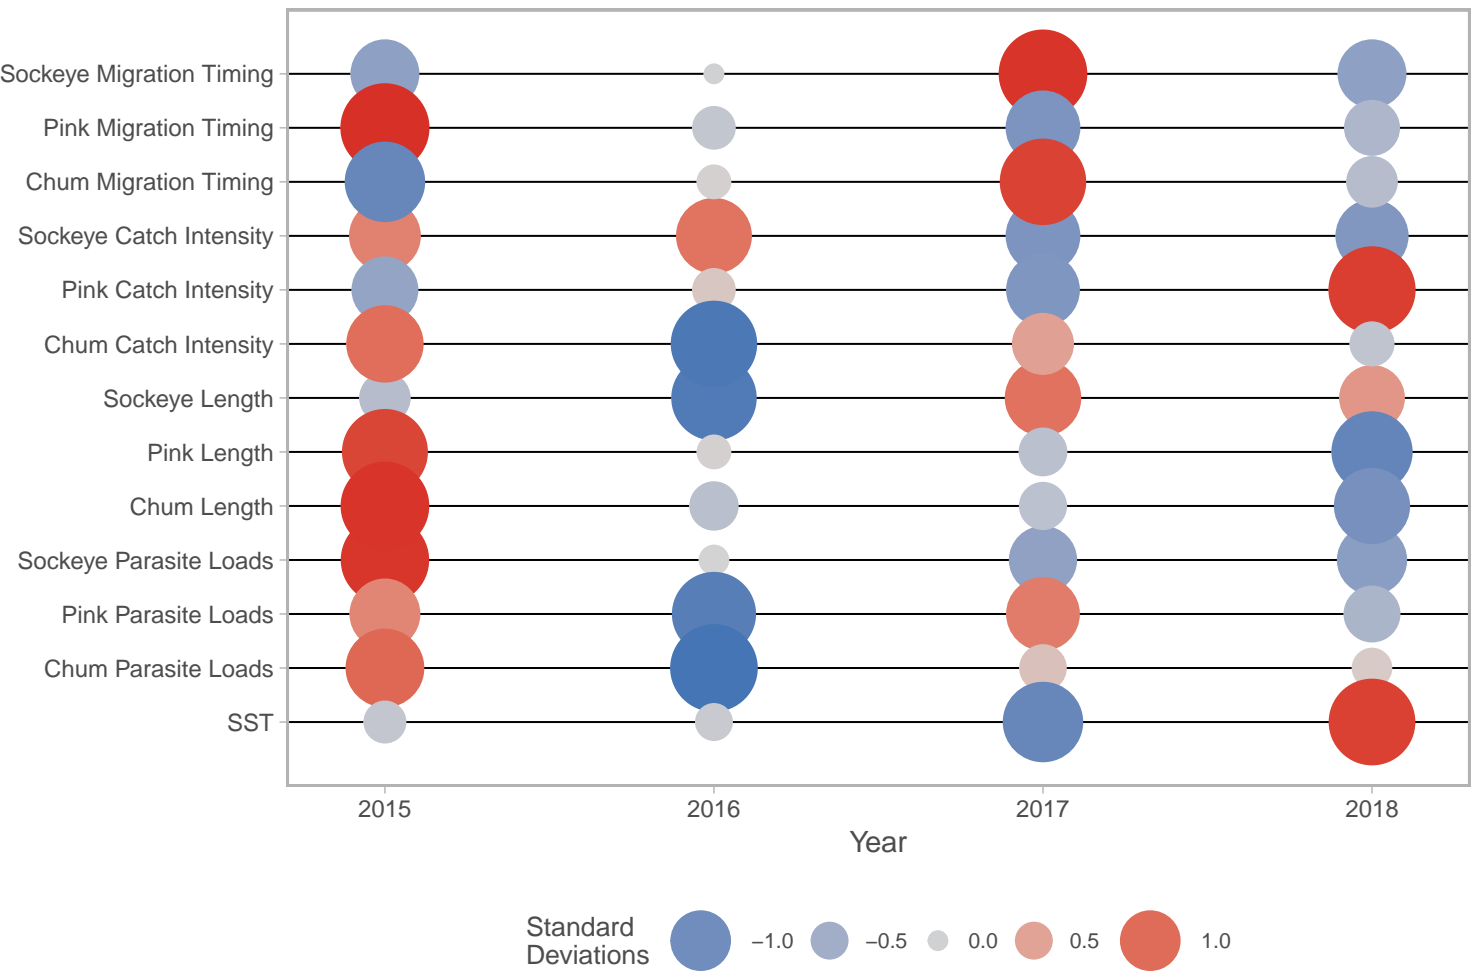 Sockeye Migration Timing
Pink Migration Timing
Chum Migration Timing
Sockeye Catch Intensity
Pink Catch Intensity
Chum Catch Intensity
Sockeye Length
Pink Length
Chum Length
Sockeye Parasite Loads
Pink Parasite Loads
Chum Parasite Loads
SST
2015 2016 2017 2018
Year
Standard
Deviations
−1.0 −0.5 0.0 0.5 1.0